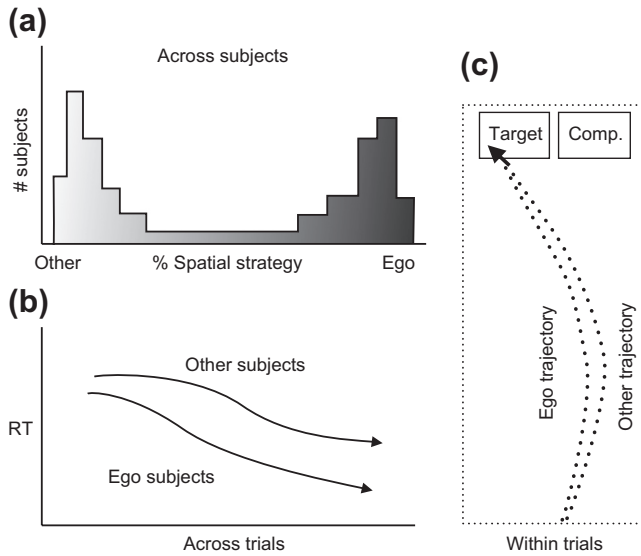 (a)
Across subjects
# subjects
Other
% Spatial strategy
Ego
(b)
Other subjects
RT
Ego subjects
Across trials
(c)
Target
Comp.
Ego trajectory
Other trajectory
Within trials